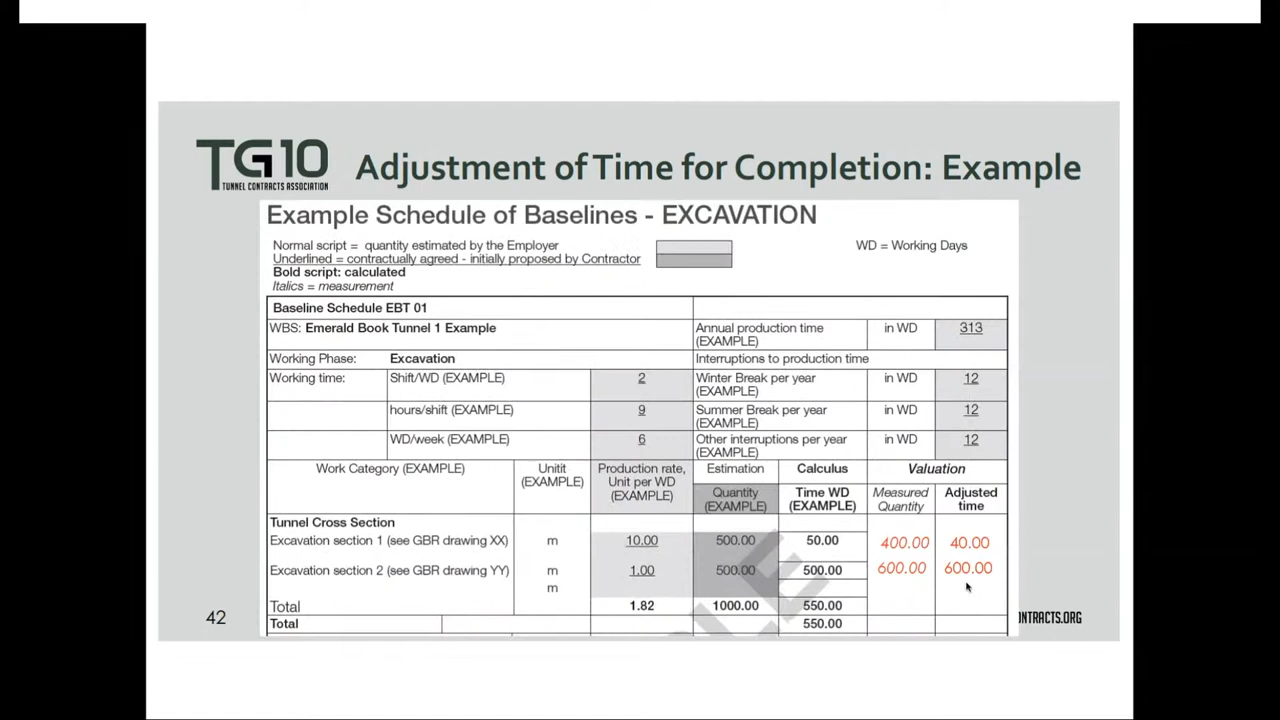 TG10
TUNNEL CONTRACTS ASSOCIATION
Adjustment of Time for Completion: Example
Example Schedule of Baselines - EXCAVATION
Normal script = quantity estimated by the Employer
WD = Working Days
Underlined = contractually agreed - initially proposed by Contractor
Bold script: calculated
Italics = measurement
Baseline Schedule EBT 01
WBS: Emerald Book Tunnel 1 Example
Annual production time (EXAMPLE) in WD 313
Working Phase: Excavation
Interruptions to production time
Working time: Shift/WD (EXAMPLE) 2
Winter Break per year (EXAMPLE) in WD 12
hours/shift (EXAMPLE) 9
Summer Break per year (EXAMPLE) in WD 12
WD/week (EXAMPLE) 6
Other interruptions per year (EXAMPLE) in WD 12
Work Category (EXAMPLE)
Unitit (EXAMPLE)
Production rate, Unit per WD (EXAMPLE)
Estimation
Quantity (EXAMPLE)
Calculus
Time WD (EXAMPLE)
Valuation
Measured Quantity
Adjusted time
Tunnel Cross Section
Excavation section 1 (see GBR drawing XX) m 10.00 500.00 50.00 400.00 40.00
Excavation section 2 (see GBR drawing YY) m 1.00 500.00 500.00 600.00 600.00
m
Total 1.82 1000.00 550.00
Total 550.00
42
ONTRACTS.ORG